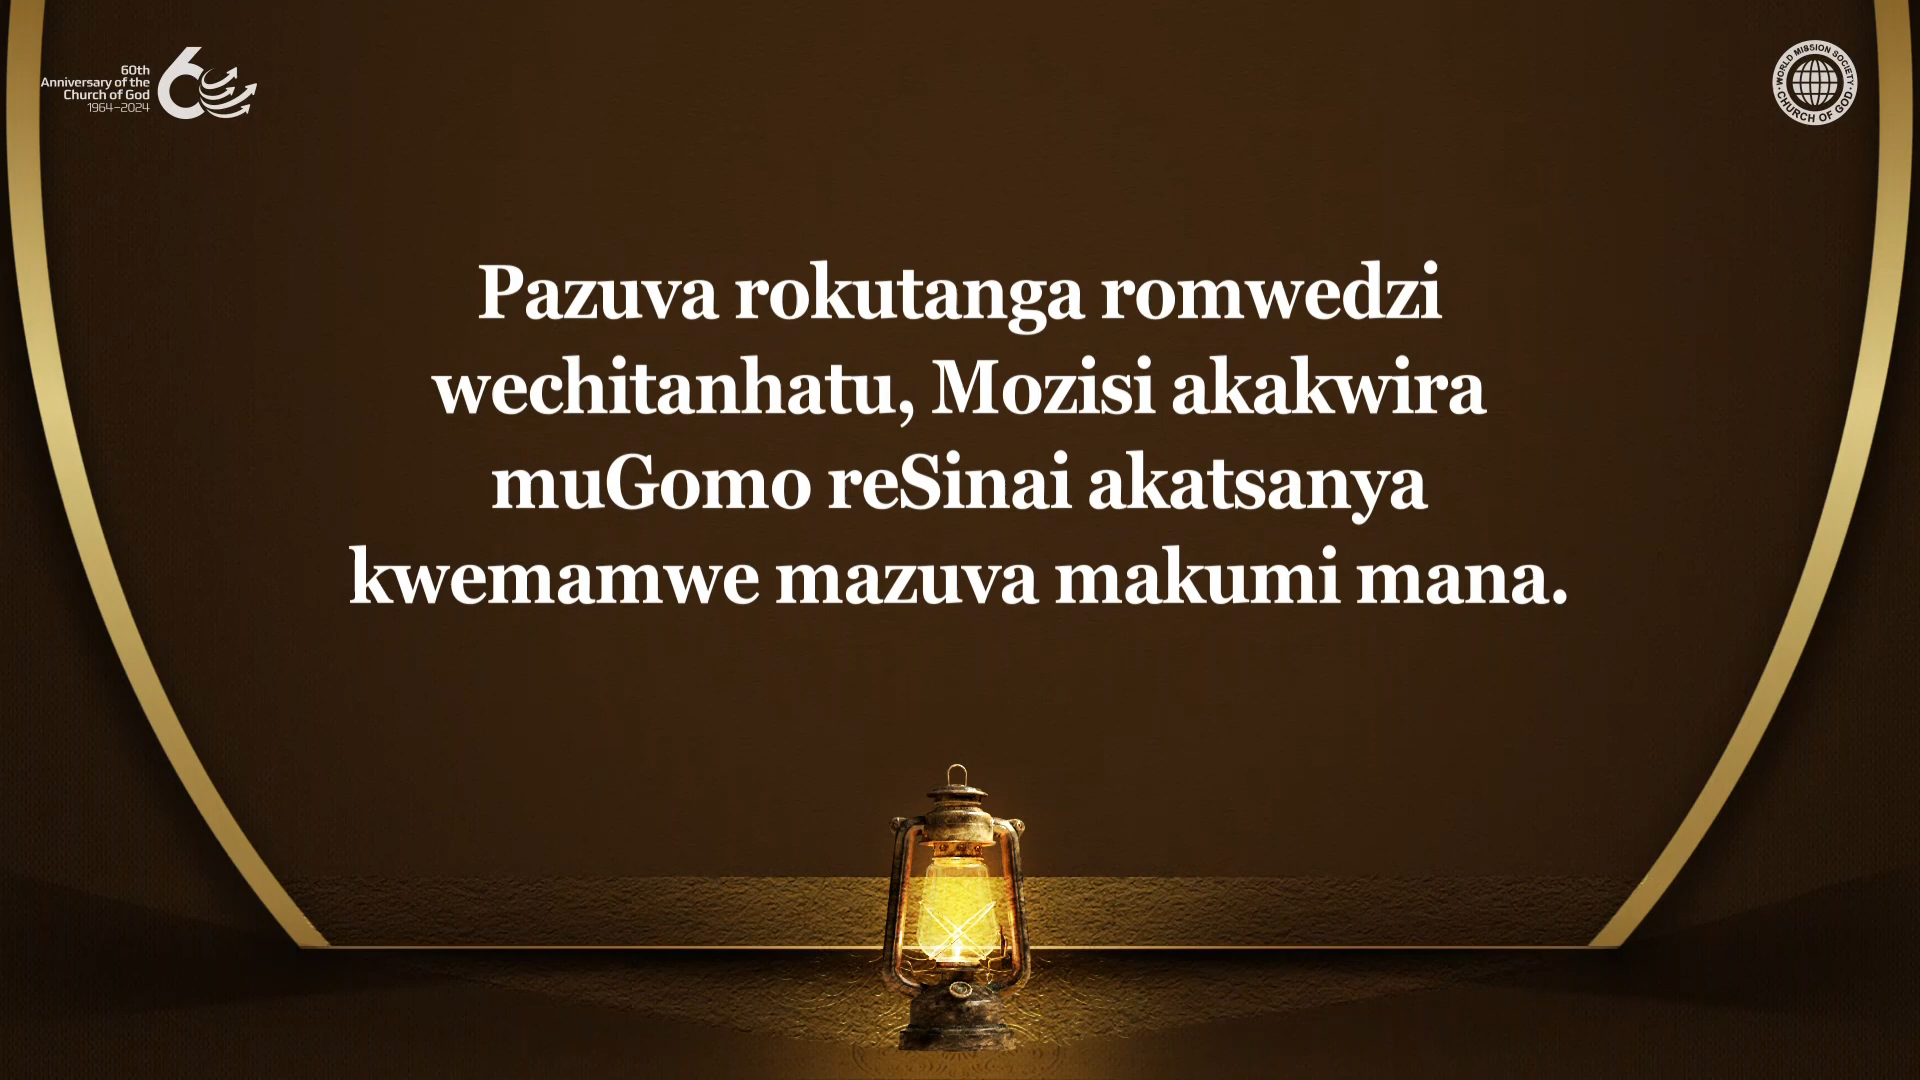 60th
Anniversary of the
Church of God
1964–2024
60
WORLD MISSION SOCIETY
CHURCH OF GOD
Pazuva rokutanga romwedzi
wechitanhatu, Mozisi akakwira
muGomo reSinai akatsanya
kwemamwe mazuva makumi mana.